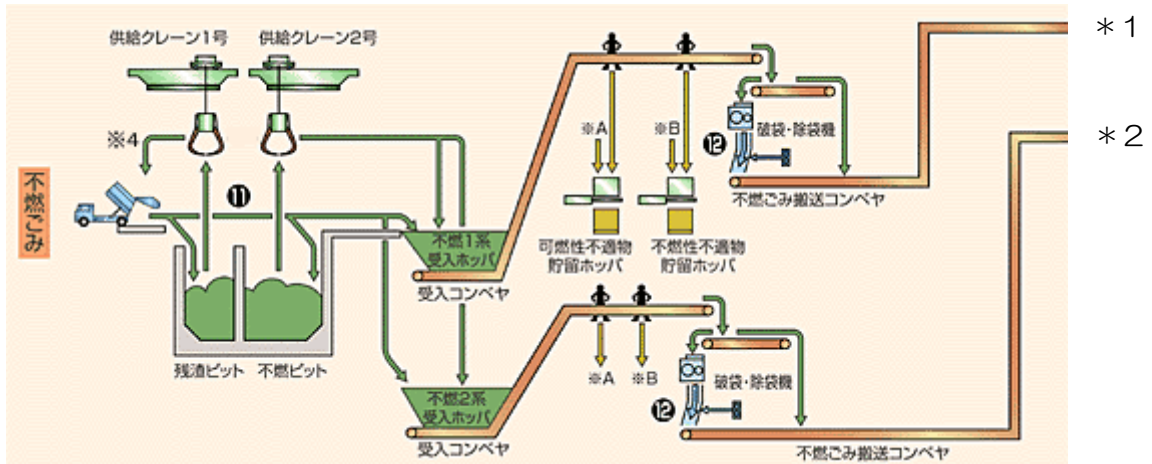 供給クレーン1号
供給クレーン2号
＊1
＊2
※4
不燃ごみ
⓫
不燃1系
受入ホッパ
受入コンベヤ
残渣ピット
不燃ピット
※A
※B
可燃性不適物
貯留ホッパ
不燃性不適物
貯留ホッパ
⓬
破袋・除袋機
不燃ごみ搬送コンベヤ
不燃2系
受入ホッパ
受入コンベヤ
※A
※B
⓬
破袋・除袋機
不燃ごみ搬送コンベヤ